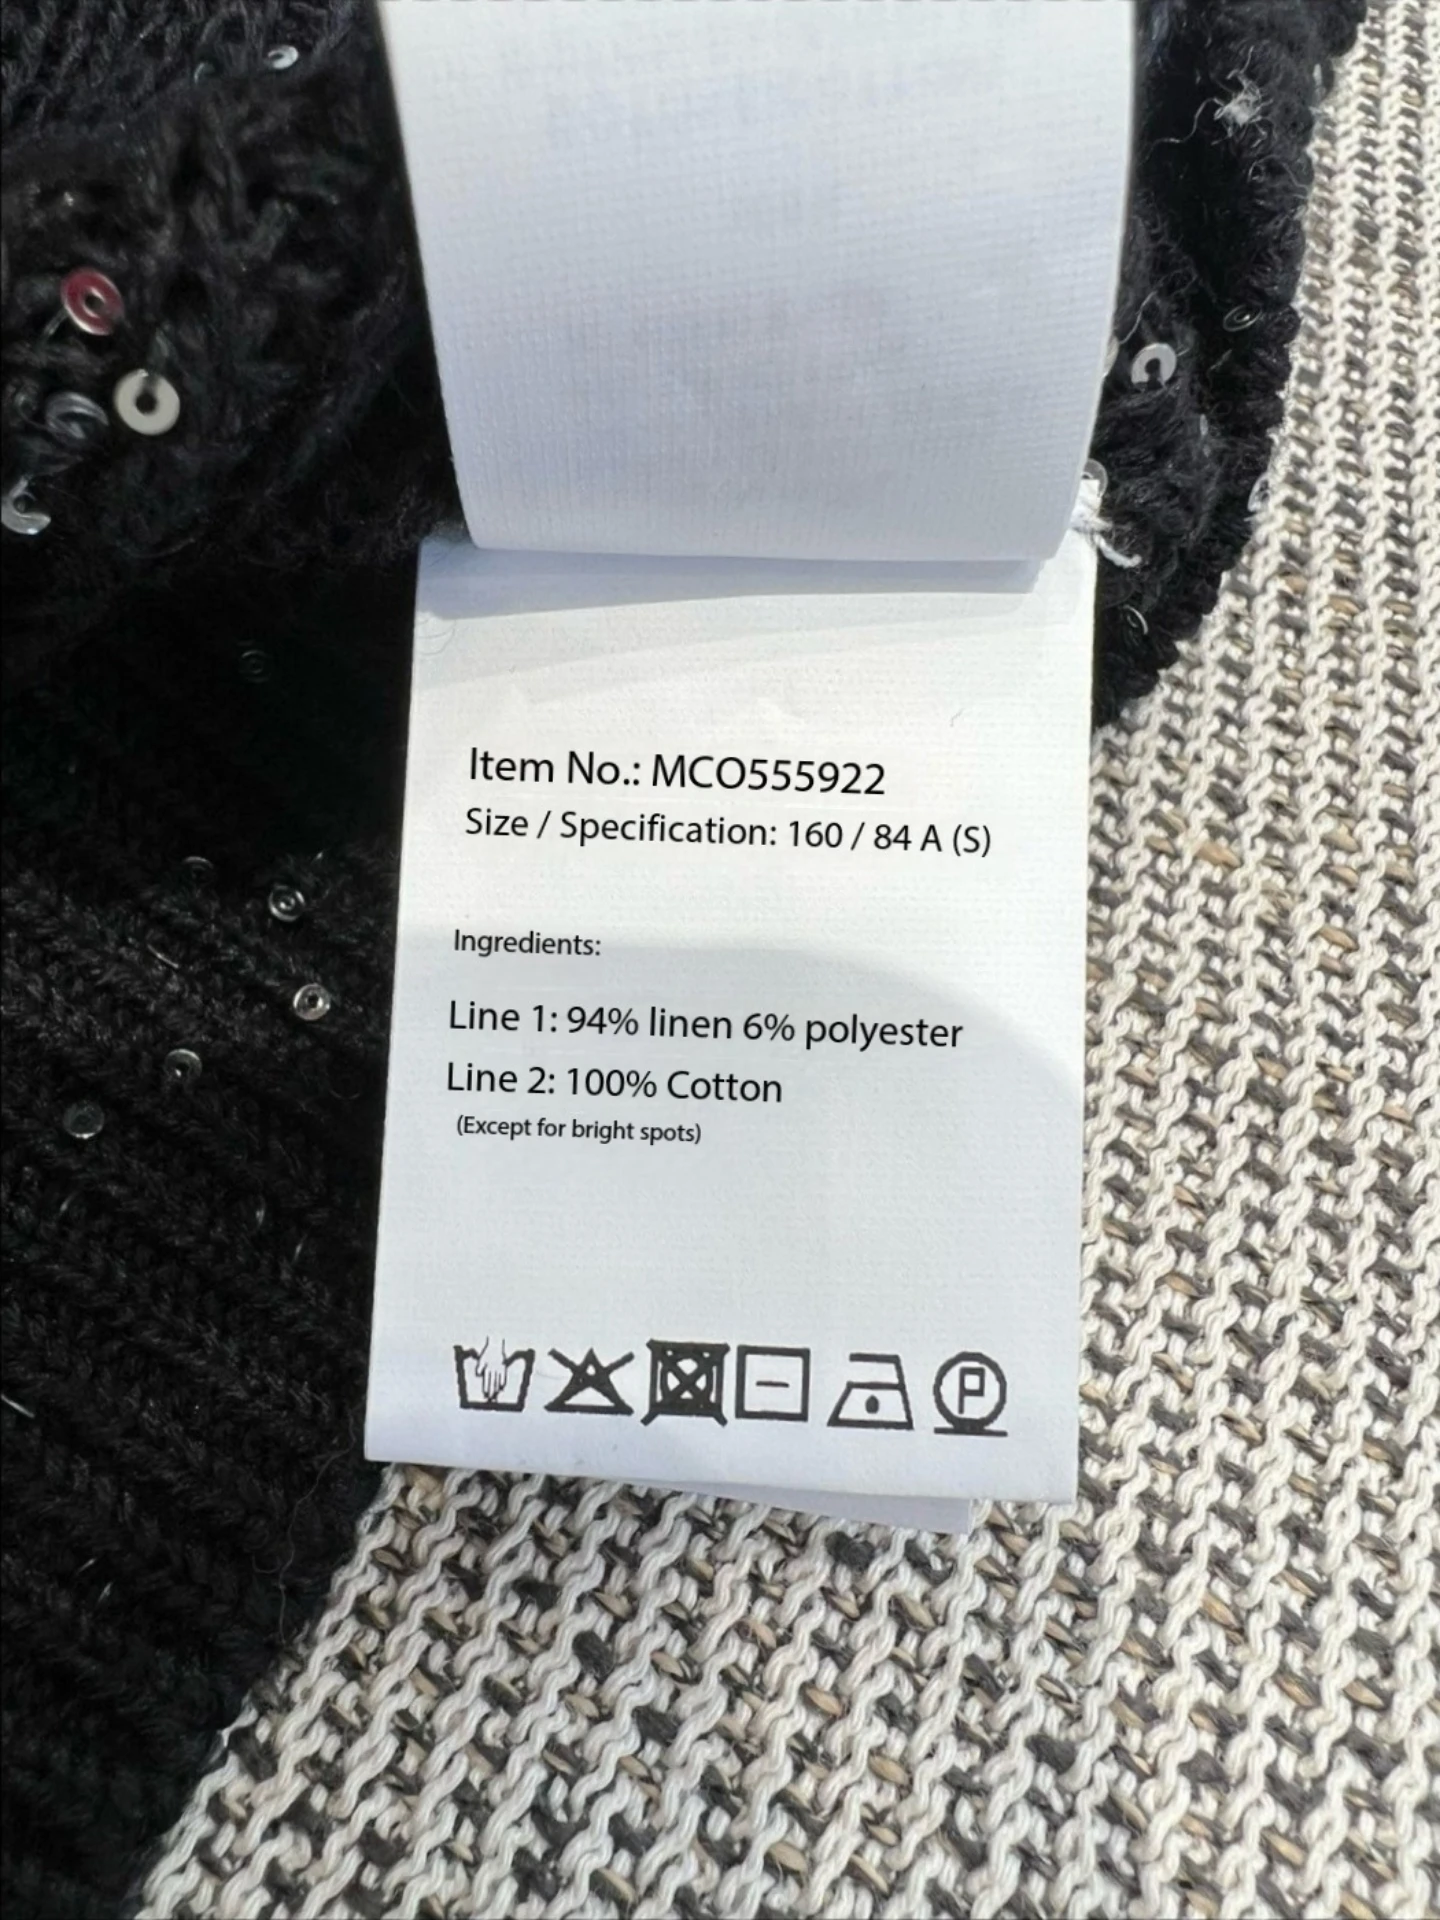 Item No.: MCO555922
Size / Specification: 160 / 84 A (S)
Ingredients:
Line 1: 94% linen 6% polyester
Line 2: 100% Cotton
(Except for bright spots)
P